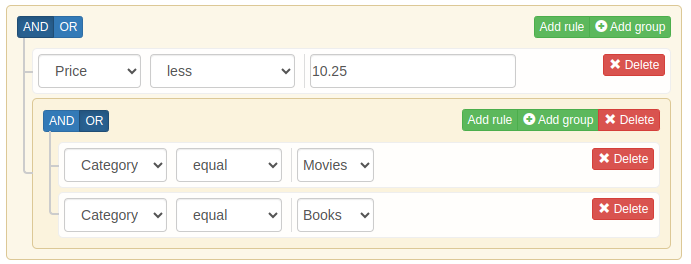 AND OR Add rule Add group
Price less 10.25 Delete
AND OR Add rule Add group Delete
Category equal Movies Delete
Category equal Books Delete